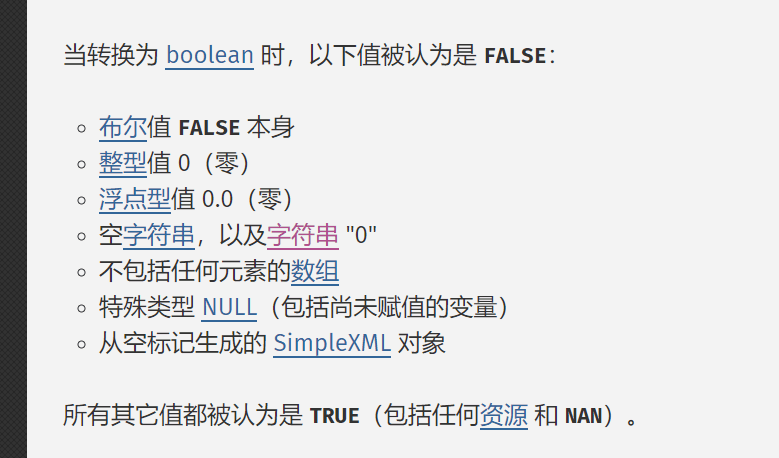 当转换为 boolean 时，以下值被认为是 FALSE：
布尔值 FALSE 本身
整型值 0（零）
浮点型值 0.0（零）
空字符串，以及字符串 "0"
不包括任何元素的数组
特殊类型 NULL（包括尚未赋值的变量）
从空标记生成的 SimpleXML 对象
所有其它值都被认为是 TRUE（包括任何资源 和 NAN）。